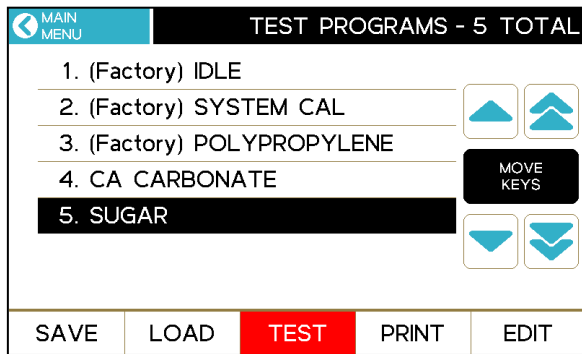 MAIN
MENU
TEST PROGRAMS - 5 TOTAL
1. (Factory) IDLE
2. (Factory) SYSTEM CAL
3. (Factory) POLYPROPYLENE
4. CA CARBONATE
5. SUGAR
MOVE
KEYS
SAVE LOAD TEST PRINT EDIT